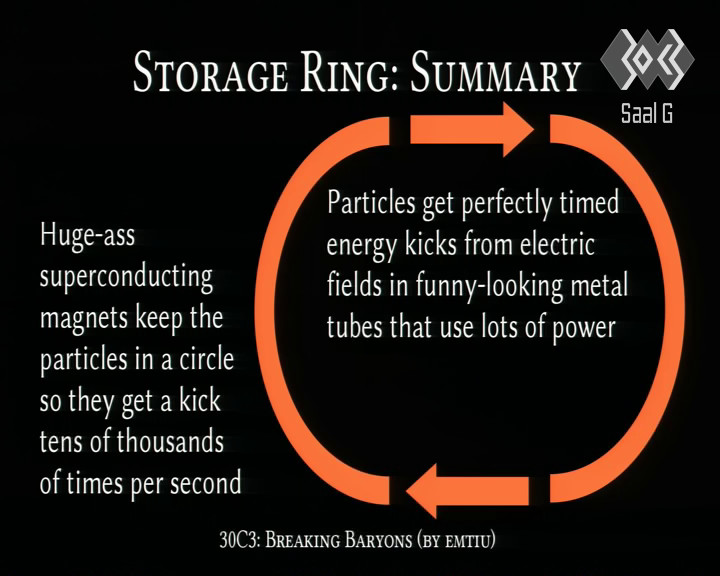 Storage Ring: Summary
Saal G
Particles get perfectly timed
energy kicks from electric
fields in funny-looking metal
tubes that use lots of power
Huge-ass
superconducting
magnets keep the
particles in a circle
so they get a kick
tens of thousands
of times per second
30C3: Breaking Baryons (by emtiu)